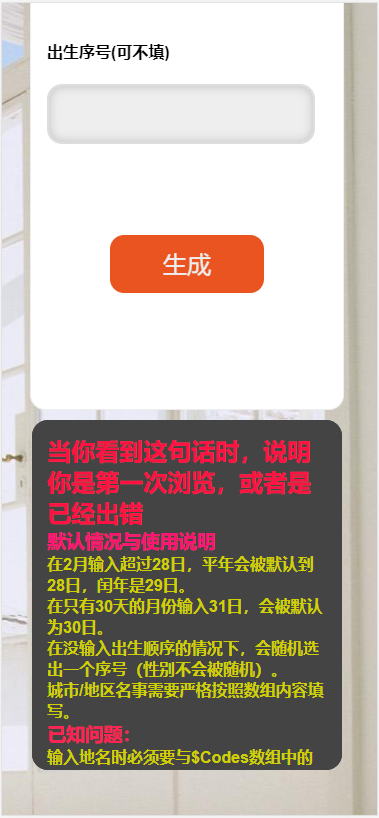 出生序号(可不填)
生成
当你看到这句话时，说明
你是第一次浏览，或者是
已经出错
默认情况与使用说明
在2月输入超过28日，平年会被默认到
28日，闰年是29日。
在只有30天的月份输入31日，会被默认
为30日。
在没输入出生顺序的情况下，会随机选
出一个序号（性别不会被随机）。
城市/地区名事需要严格按照数组内容填
写。
已知问题：
输入地名时必须要与$Codes数组中的